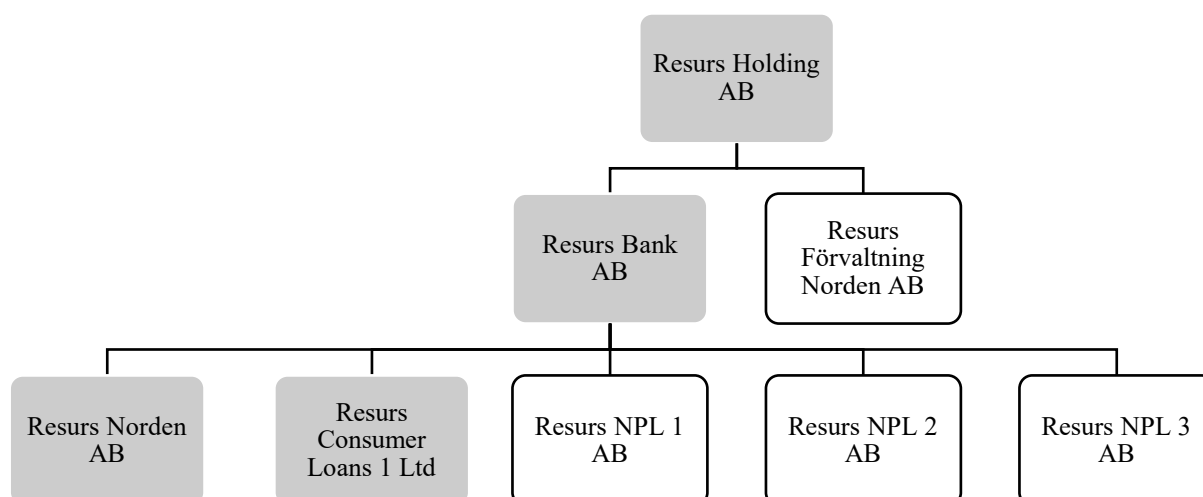 Resurs Holding
AB
Resurs Bank
AB
Resurs
Förvaltning
Norden AB
Resurs Norden
AB
Resurs
Consumer
Loans 1 Ltd
Resurs NPL 1
AB
Resurs NPL 2
AB
Resurs NPL 3
AB